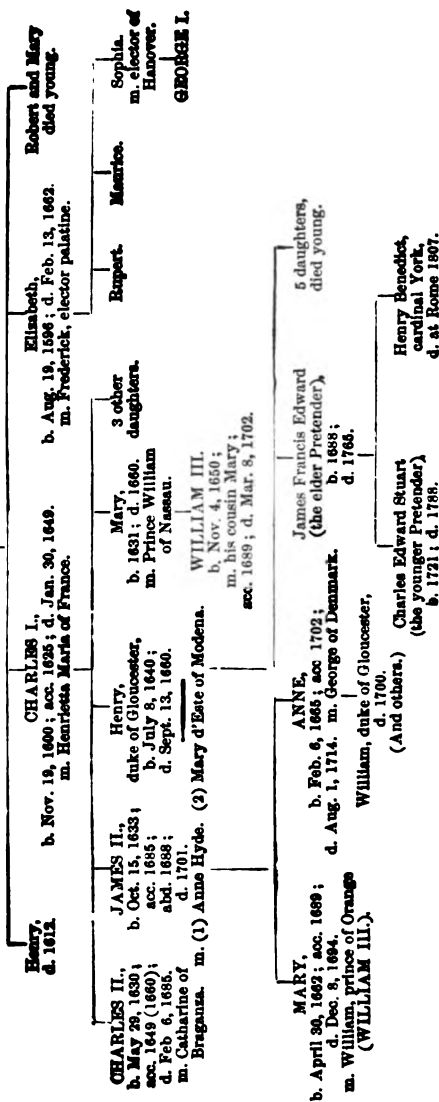 Henry,
d. 1612.
CHARLES I.,
b. Nov. 19, 1600; acc. 1625; d. Jan. 30, 1649.
m. Henrietta Maria of France.
Elisabeth,
b. Aug. 19, 1596; d. Feb. 13, 1662.
m. Frederick, elector palatine.
Robert and Mary
died young.
CHARLES II.,
b. May 29, 1630;
acc. 1649 (1660);
d. Feb 6, 1685.
m. Catharine of
Braganza.
JAMES II.,
b. Oct. 15, 1633;
acc. 1685;
abd. 1688;
d. 1701.
m. (1) Anne Hyde. (2) Mary d'Este of Modena.
Henry,
duke of Gloucester,
b. July 8, 1640;
d. Sept. 13, 1660.
Mary,
b. 1631; d. 1660.
m. Prince William
of Nassau.
3 other
daughters.
Rupert.
Maurice.
Sophia.
m. elector of
Hanover.
WILLIAM III.
b. Nov. 4, 1650;
m. his cousin Mary;
acc. 1689; d. Mar. 8, 1702.
GEORGE I.
MARY,
b. April 30, 1662; acc. 1689;
d. Dec. 8, 1694.
m. William, prince of Orange
(WILLIAM III.).
ANNE,
b. Feb. 6, 1665; acc 1702;
d. Aug. 1, 1714. m. George of Denmark.
James Francis Edward
(the elder Pretender),
b. 1688;
d. 1765.
5 daughters,
died young.
William, duke of Gloucester,
d. 1700.
(And others.)
Charles Edward Stuart
(the younger Pretender),
b. 1721; d. 1788.
Henry Benedict,
cardinal York,
d. at Rome 1807.